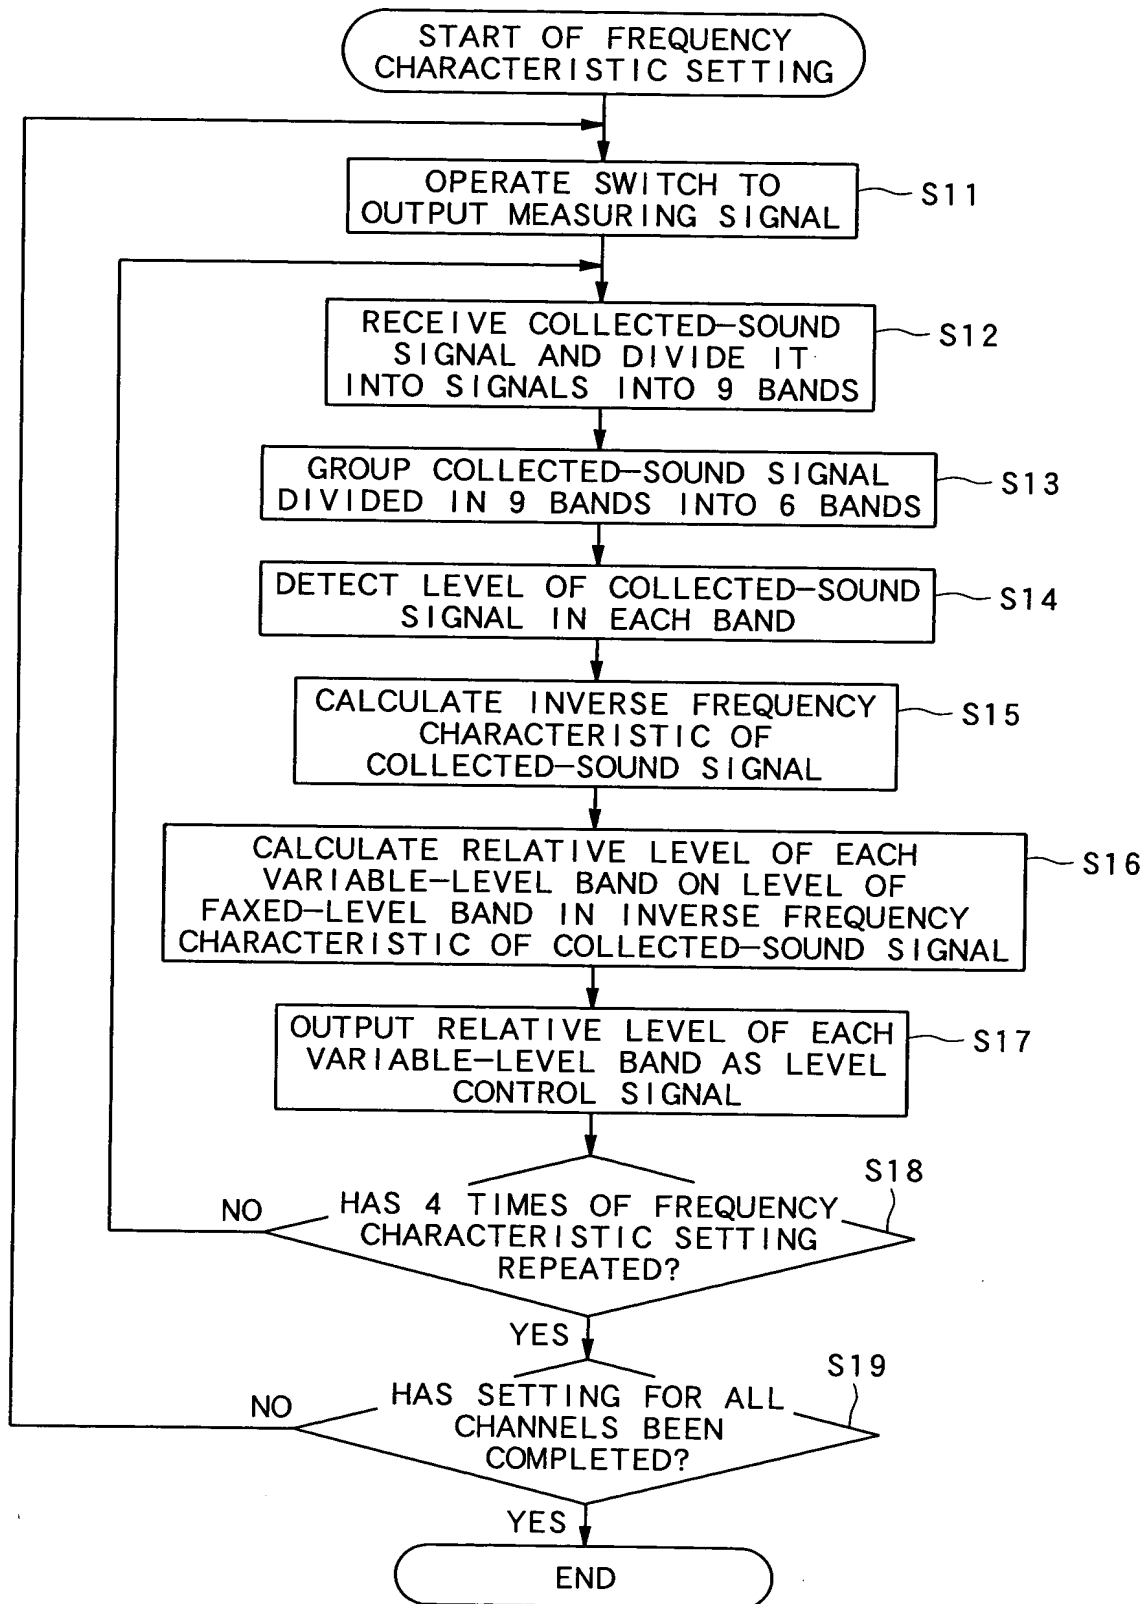 START OF FREQUENCY
CHARACTERISTIC SETTING
OPERATE SWITCH TO
OUTPUT MEASURING SIGNAL
S11
RECEIVE COLLECTED-SOUND
SIGNAL AND DIVIDE IT
INTO SIGNALS INTO 9 BANDS
S12
GROUP COLLECTED-SOUND SIGNAL
DIVIDED IN 9 BANDS INTO 6 BANDS
S13
DETECT LEVEL OF COLLECTED-SOUND
SIGNAL IN EACH BAND
S14
CALCULATE INVERSE FREQUENCY
CHARACTERISTIC OF
COLLECTED-SOUND SIGNAL
S15
CALCULATE RELATIVE LEVEL OF EACH
VARIABLE-LEVEL BAND ON LEVEL OF
FAXED-LEVEL BAND IN INVERSE FREQUENCY
CHARACTERISTIC OF COLLECTED-SOUND SIGNAL
S16
OUTPUT RELATIVE LEVEL OF EACH
VARIABLE-LEVEL BAND AS LEVEL
CONTROL SIGNAL
S17
HAS 4 TIMES OF FREQUENCY
CHARACTERISTIC SETTING
REPEATED?
S18
NO
YES
HAS SETTING FOR ALL
CHANNELS BEEN
COMPLETED?
S19
NO
YES
END